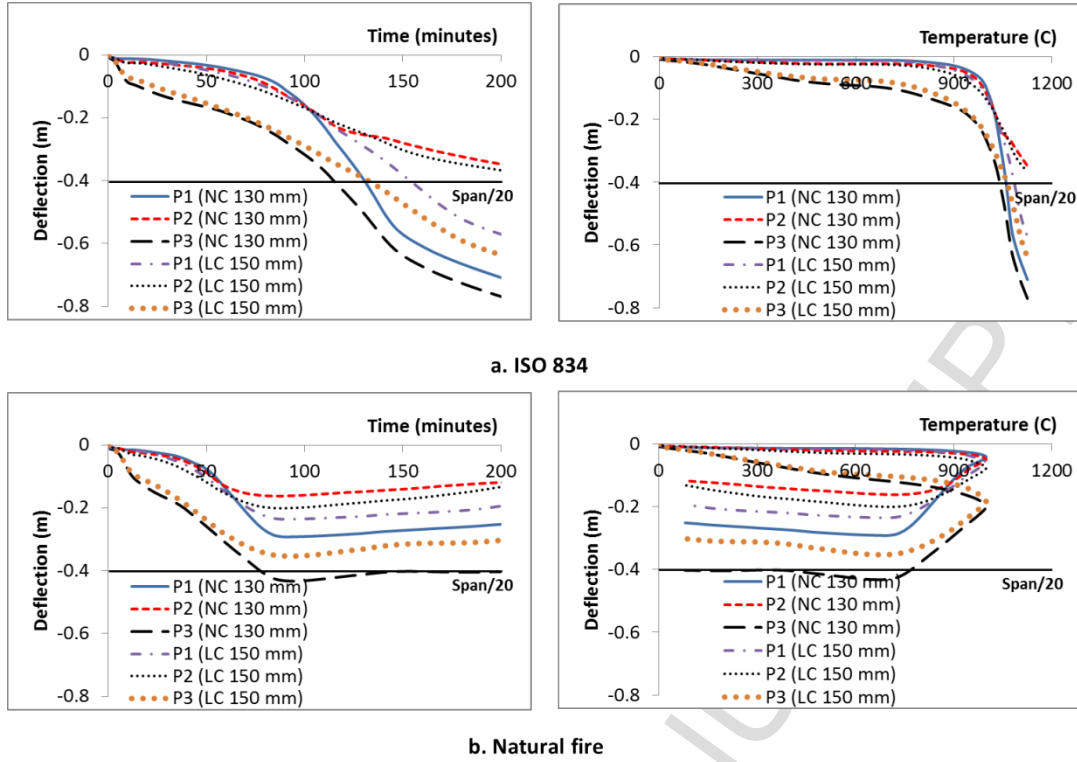 Time (minutes)
0 50 100 150 200
0
-0.2
-0.4
-0.6
-0.8
Deflection (m)
Span/20
P1 (NC 130 mm)
P2 (NC 130 mm)
P3 (NC 130 mm)
P1 (LC 150 mm)
P2 (LC 150 mm)
P3 (LC 150 mm)
Temperature (C)
0 300 600 900 1200
0
-0.2
-0.4
-0.6
-0.8
Deflection (m)
Span/20
P1 (NC 130 mm)
P2 (NC 130 mm)
P3 (NC 130 mm)
P1 (LC 150 mm)
P2 (LC 150 mm)
P3 (LC 150 mm)
a. ISO 834
Time (minutes)
0 50 100 150 200
0
-0.2
-0.4
-0.6
-0.8
Deflection (m)
Span/20
P1 (NC 130 mm)
P2 (NC 130 mm)
P3 (NC 130 mm)
P1 (LC 150 mm)
P2 (LC 150 mm)
P3 (LC 150 mm)
Temperature (C)
0 300 600 900 1200
0
-0.2
-0.4
-0.6
-0.8
Deflection (m)
Span/20
P1 (NC 130 mm)
P2 (NC 130 mm)
P3 (NC 130 mm)
P1 (LC 150 mm)
P2 (LC 150 mm)
P3 (LC 150 mm)
b. Natural fire